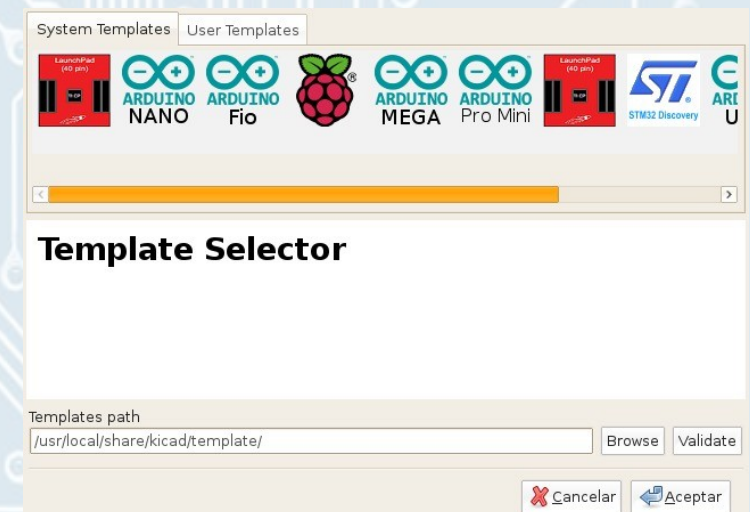 System Templates
User Templates
LaunchPad
(40 pin)
ARDUINO
NANO
ARDUINO
Fio
®
ARDUINO
MEGA
ARDUINO
Pro Mini
LaunchPad
(40 pin)
STM32 Discovery
ARD
U
Template Selector
Templates path
/usr/local/share/kicad/template/
Browse
Validate
Cancelar
Aceptar